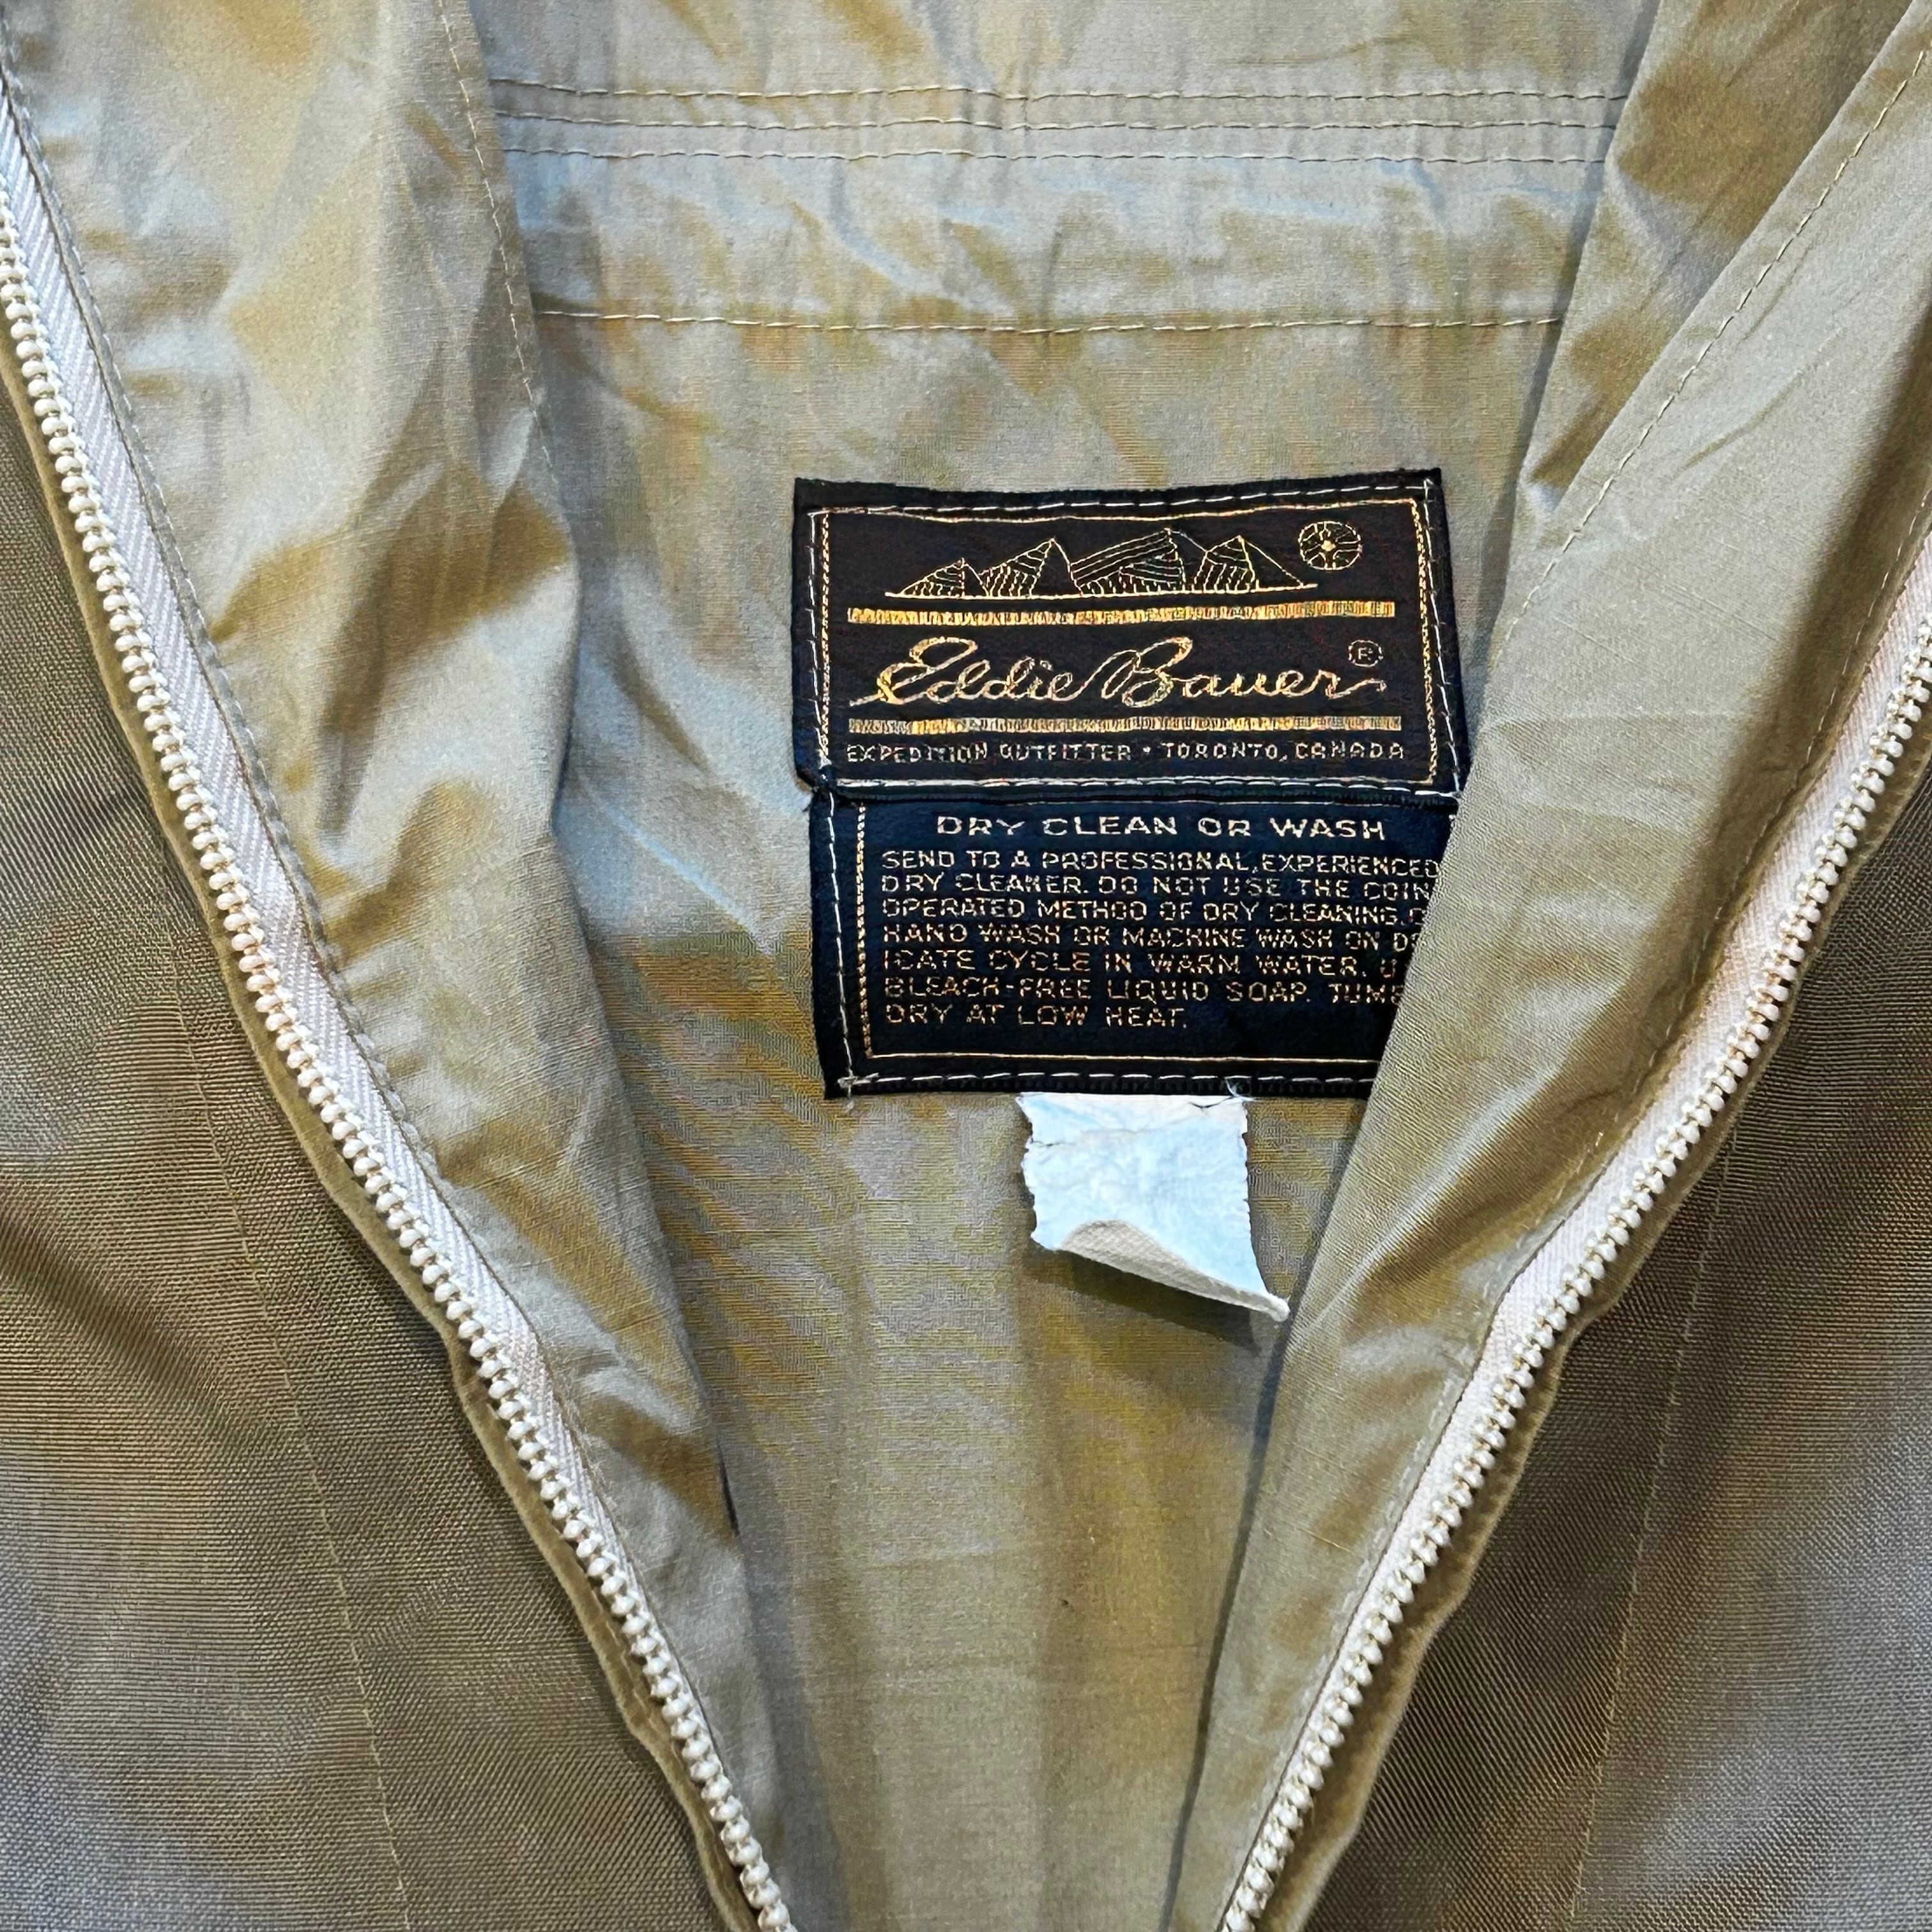 Eddie Bauer ®
EXPEDITION OUTFITTER • TORONTO, CANADA
DRY CLEAN OR WASH
SEND TO A PROFESSIONAL, EXPERIENCED
DRY CLEANER. DO NOT USE THE COIN
OPERATED METHOD OF DRY CLEANING.
HAND WASH OR MACHINE WASH ON
ICATE CYCLE IN WARM WATER.
BLEACH-FREE LIQUID SOAP.
DRY AT LOW HEAT.